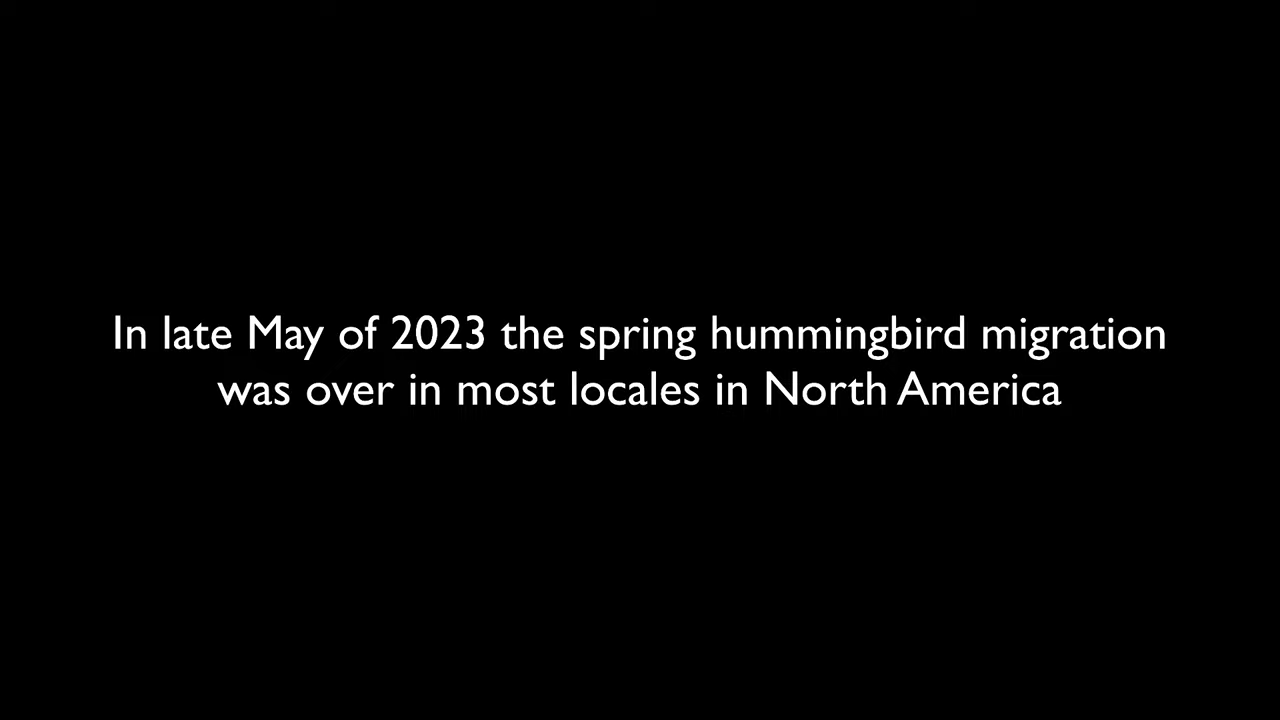 In late May of 2023 the spring hummingbird migration
was over in most locales in North America